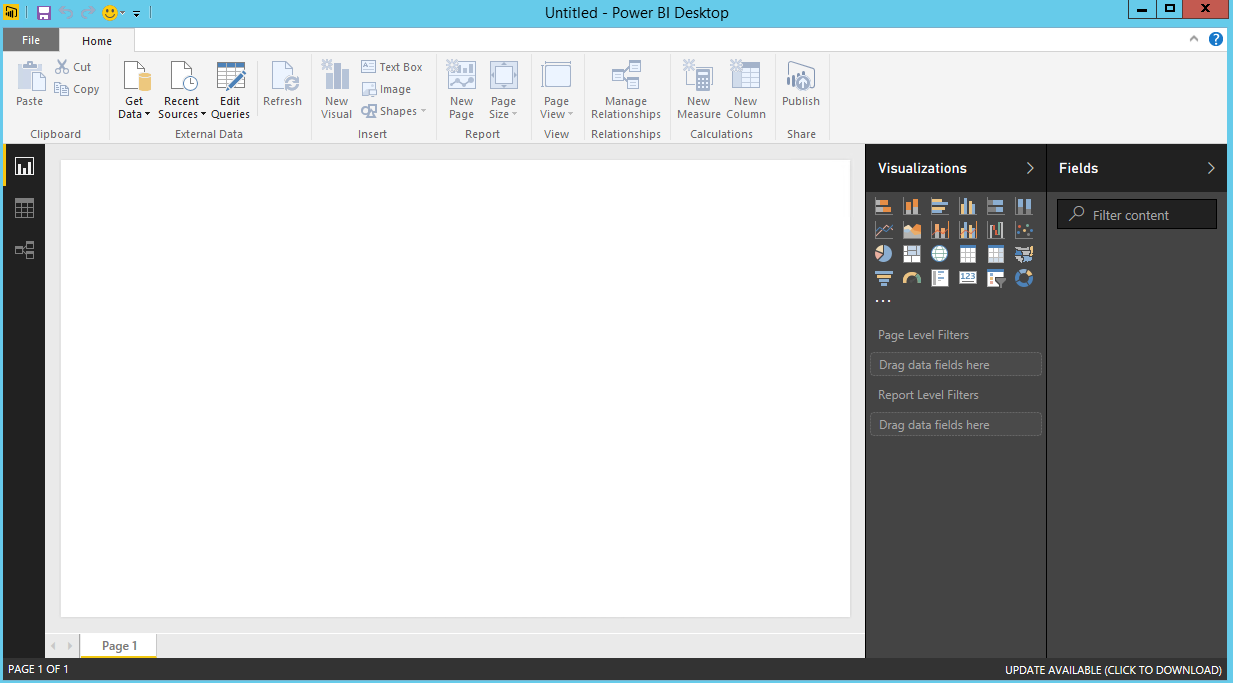 Untitled - Power BI Desktop
File
Home
Paste
Cut
Copy
Clipboard
Get Data
Recent Sources
Edit Queries
Refresh
External Data
New Visual
Text Box
Image
Shapes
Insert
New Page
Page Size
Report
Page View
View
Manage Relationships
Relationships
New Measure
New Column
Calculations
Publish
Share
Visualizations
123
...
Page Level Filters
Drag data fields here
Report Level Filters
Drag data fields here
Fields
Filter content
Page 1
PAGE 1 OF 1
UPDATE AVAILABLE (CLICK TO DOWNLOAD)